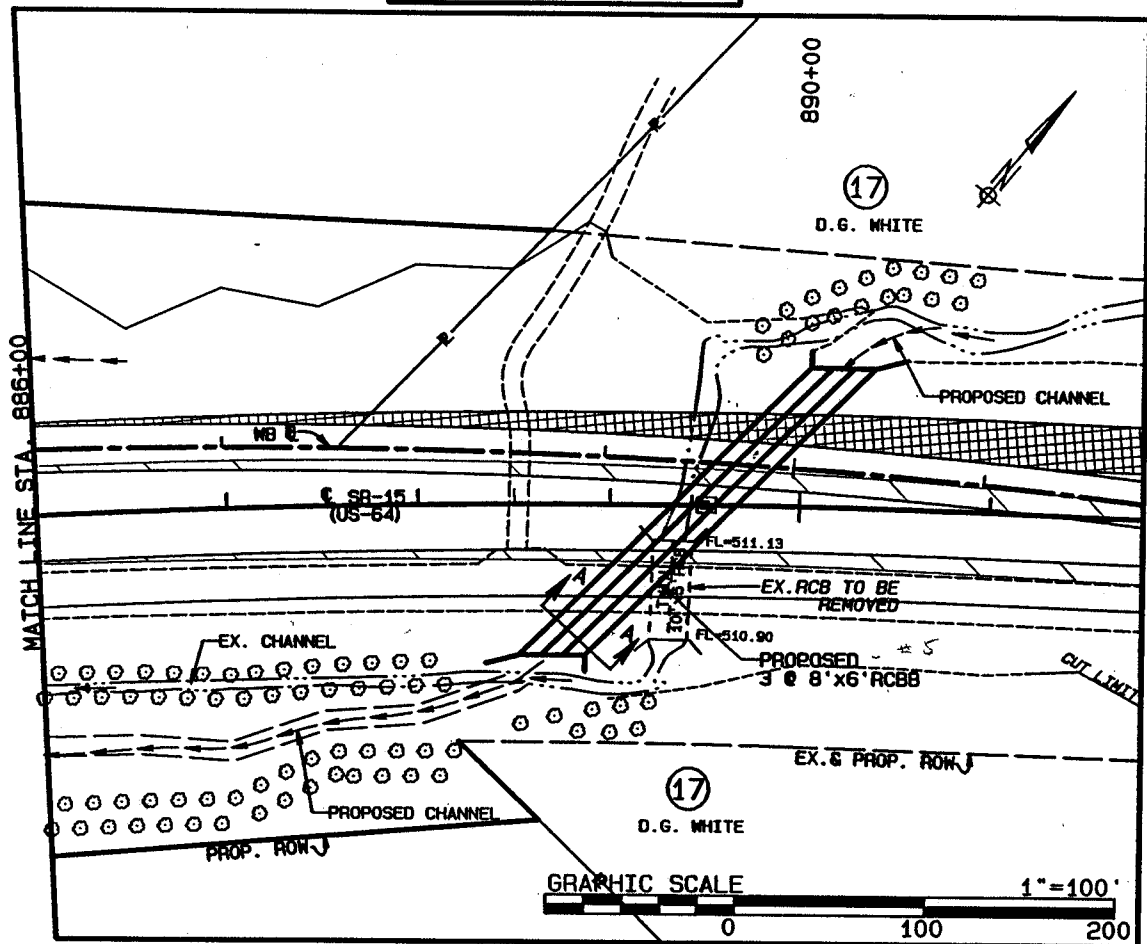 890+00
17
D.G. WHITE
N
MATCH LINE STA. 886+00
PROPOSED CHANNEL
WB ℄
℄ SR-15
(US-64)
FL=511.13
EX.RCB TO BE
REMOVED
A
A
FL=510.90
EX. CHANNEL
PROPOSED - #5
3 @ 8'x6'RCBB
CUT LIMIT
EX.& PROP. ROW
17
D.G. WHITE
PROPOSED CHANNEL
PROP. ROW
GRAPHIC SCALE
1"=100'
0
100
200